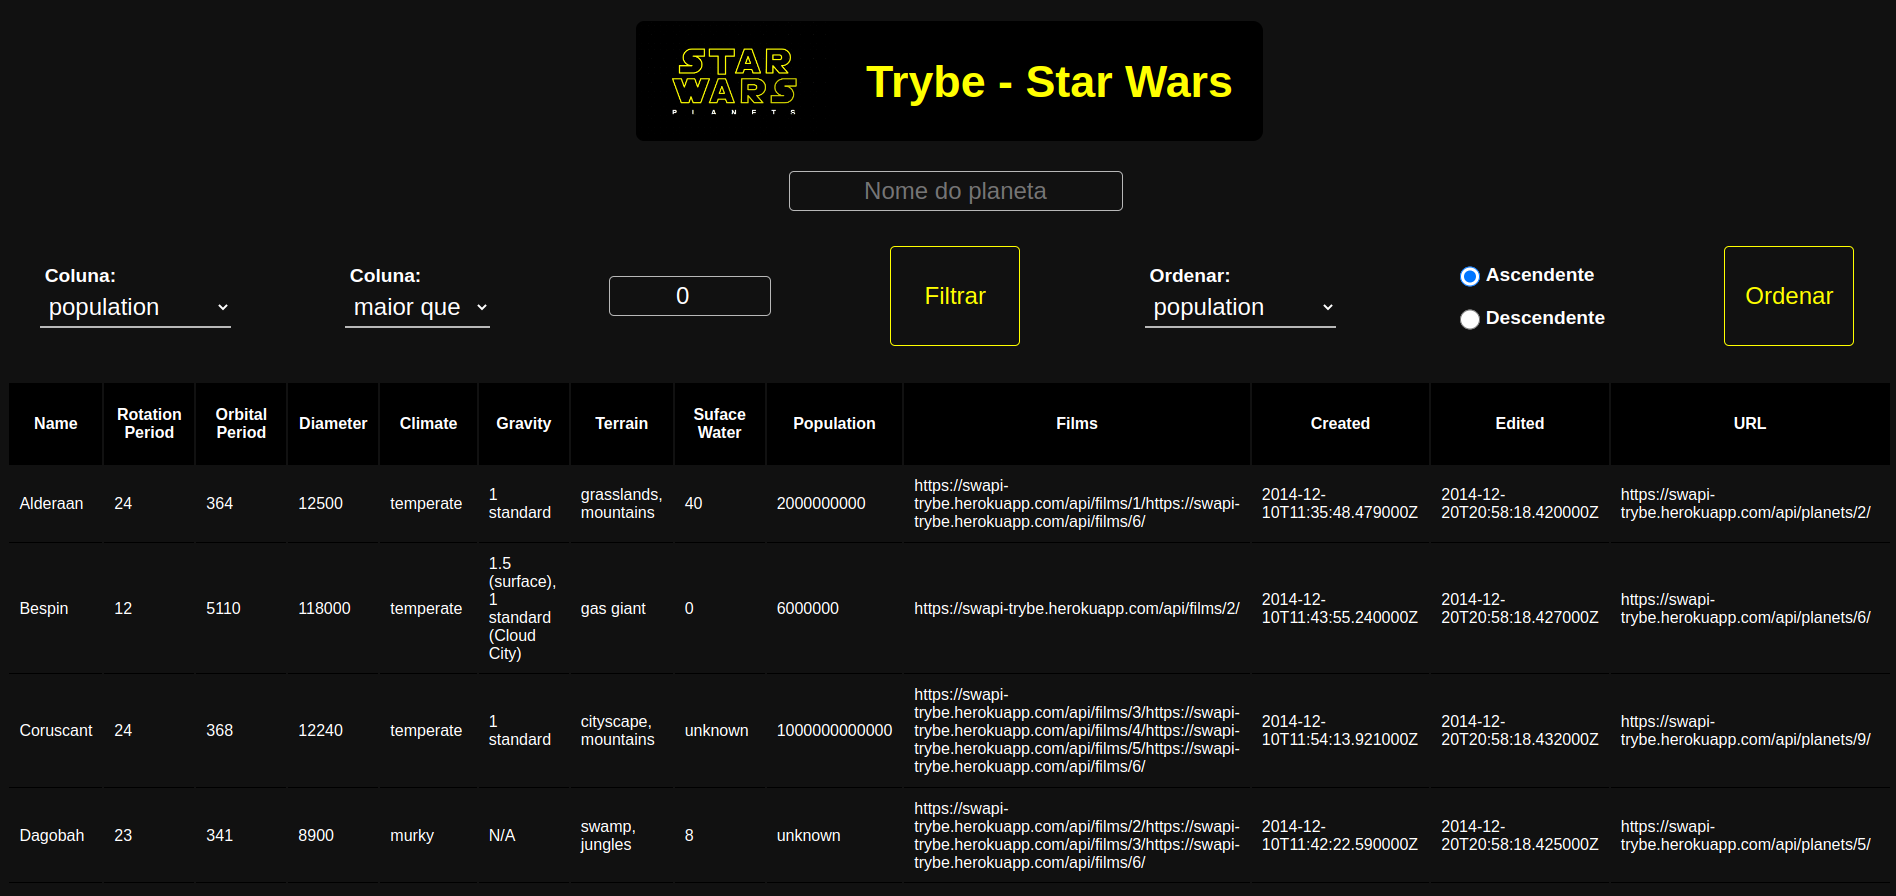 STAR
WARS
PLANETS
Trybe - Star Wars
Nome do planeta
Coluna:
population
Coluna:
maior que
0
Filtrar
Ordenar:
population
Ascendente
Descendente
Ordenar
Name Rotation Period Orbital Period Diameter Climate Gravity Terrain Suface Water Population Films Created Edited URL
Alderaan
24
364
12500
temperate
1
standard
grasslands,
mountains
40
2000000000
https://swapi-
trybe.herokuapp.com/api/films/1/https://swapi-
trybe.herokuapp.com/api/films/6/
2014-12-
10T11:35:48.479000Z
2014-12-
20T20:58:18.420000Z
https://swapi-
trybe.herokuapp.com/api/planets/2/
Bespin
12
5110
118000
temperate
1.5
(surface),
1
standard
(Cloud
City)
gas giant
0
6000000
https://swapi-trybe.herokuapp.com/api/films/2/
2014-12-
10T11:43:55.240000Z
2014-12-
20T20:58:18.427000Z
https://swapi-
trybe.herokuapp.com/api/planets/6/
Coruscant
24
368
12240
temperate
1
standard
cityscape,
mountains
unknown
1000000000000
https://swapi-
trybe.herokuapp.com/api/films/3/https://swapi-
trybe.herokuapp.com/api/films/4/https://swapi-
trybe.herokuapp.com/api/films/5/https://swapi-
trybe.herokuapp.com/api/films/6/
2014-12-
10T11:54:13.921000Z
2014-12-
20T20:58:18.432000Z
https://swapi-
trybe.herokuapp.com/api/planets/9/
Dagobah
23
341
8900
murky
N/A
swamp,
jungles
8
unknown
https://swapi-
trybe.herokuapp.com/api/films/2/https://swapi-
trybe.herokuapp.com/api/films/3/https://swapi-
trybe.herokuapp.com/api/films/6/
2014-12-
10T11:42:22.590000Z
2014-12-
20T20:58:18.425000Z
https://swapi-
trybe.herokuapp.com/api/planets/5/